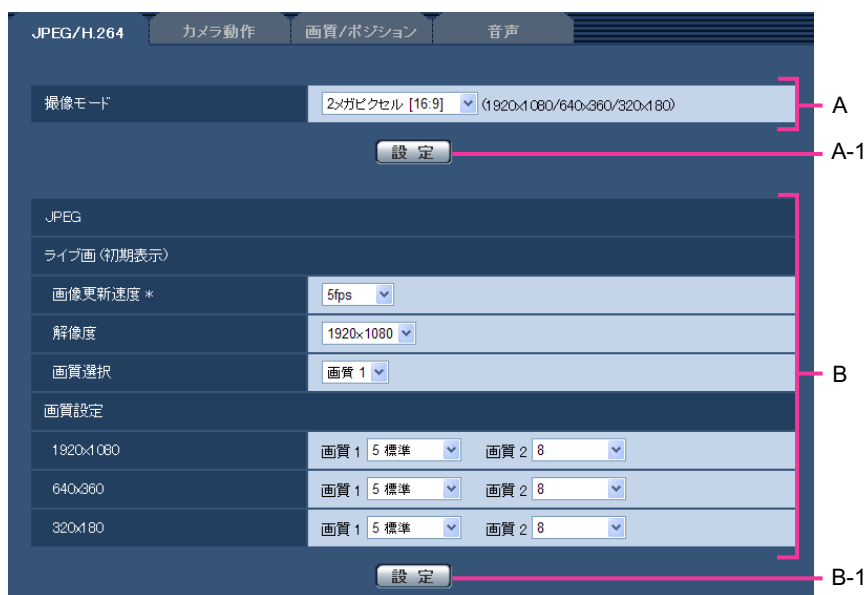 JPEG/H.264 カメラ動作 画質/ポジション 音声
撮像モード 2メガピクセル [16:9] (1920x1080/640x360/320x180) A
設 定 A-1
JPEG
ライブ画(初期表示)
画像更新速度 * 5fps
解像度 1920×1080
画質選択 画質 1 B
画質設定
1920x1080 画質 1 5 標準 画質 2 8
640x360 画質 1 5 標準 画質 2 8
320x180 画質 1 5 標準 画質 2 8
設 定 B-1